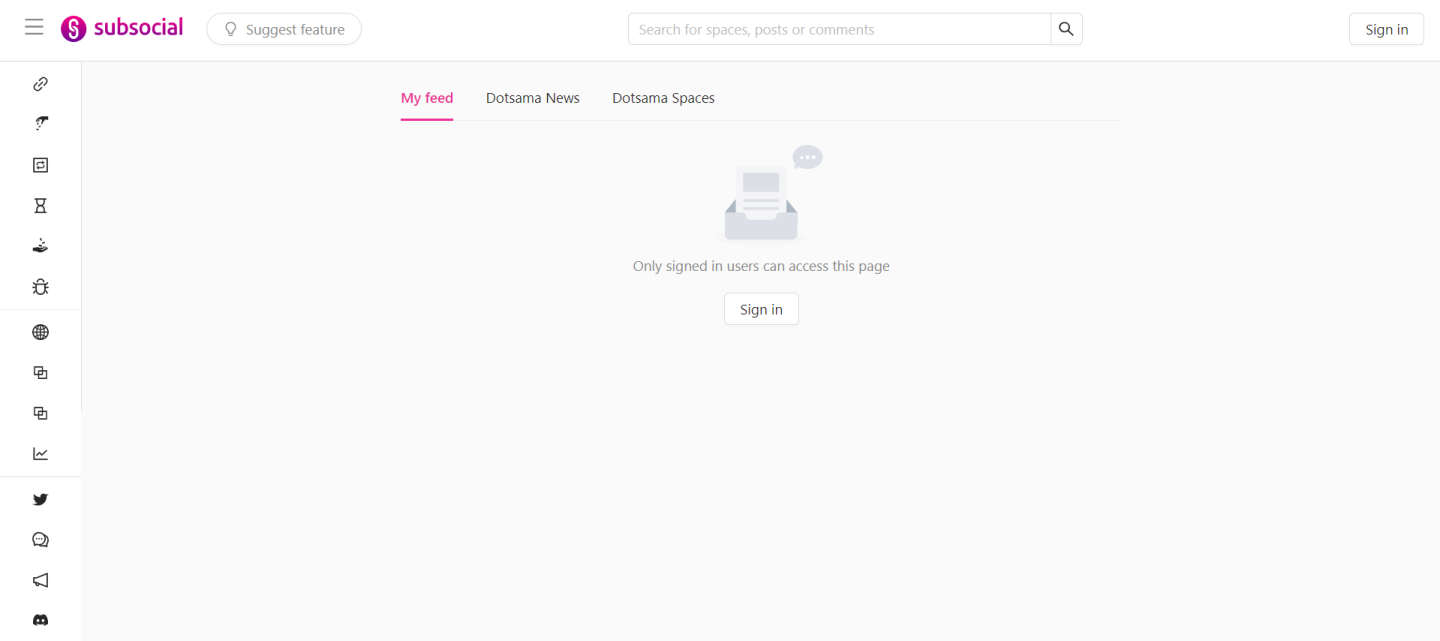 subsocial
Suggest feature
Search for spaces, posts or comments
Sign in
My feed
Dotsama News
Dotsama Spaces
Only signed in users can access this page
Sign in